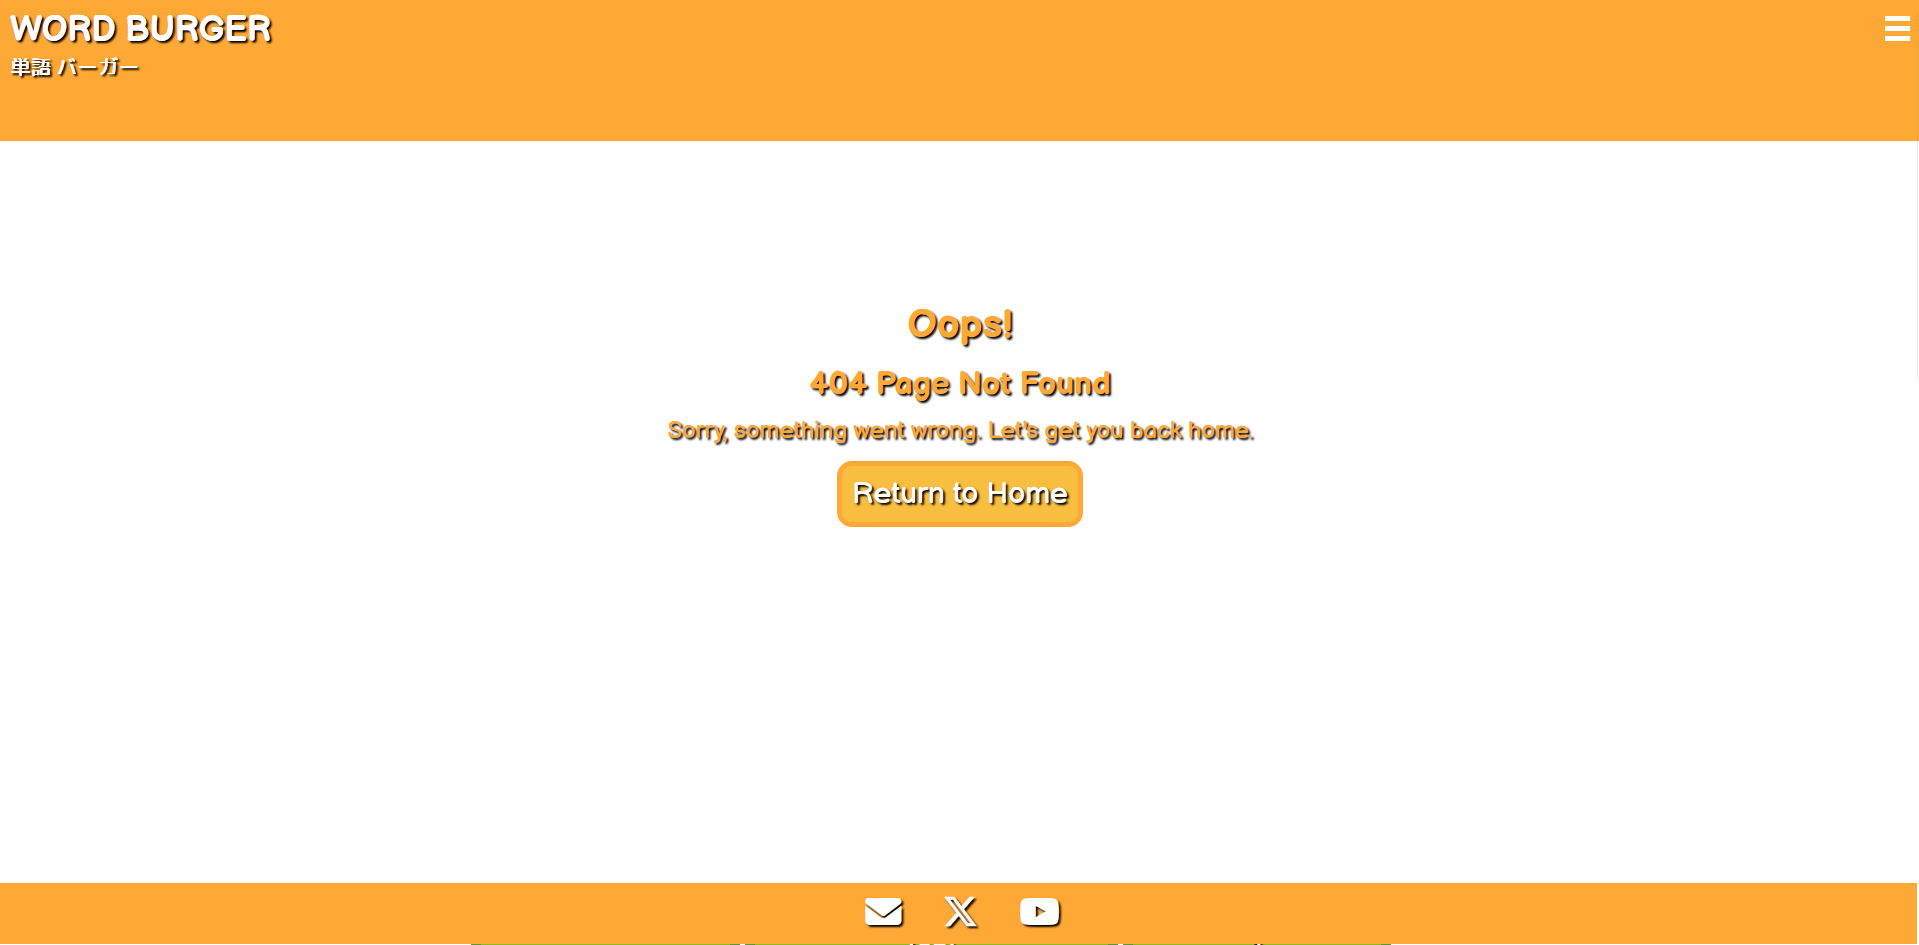 WORD BURGER
単語 バーガー
Oops!
404 Page Not Found
Sorry, something went wrong. Let's get you back home.
Return to Home